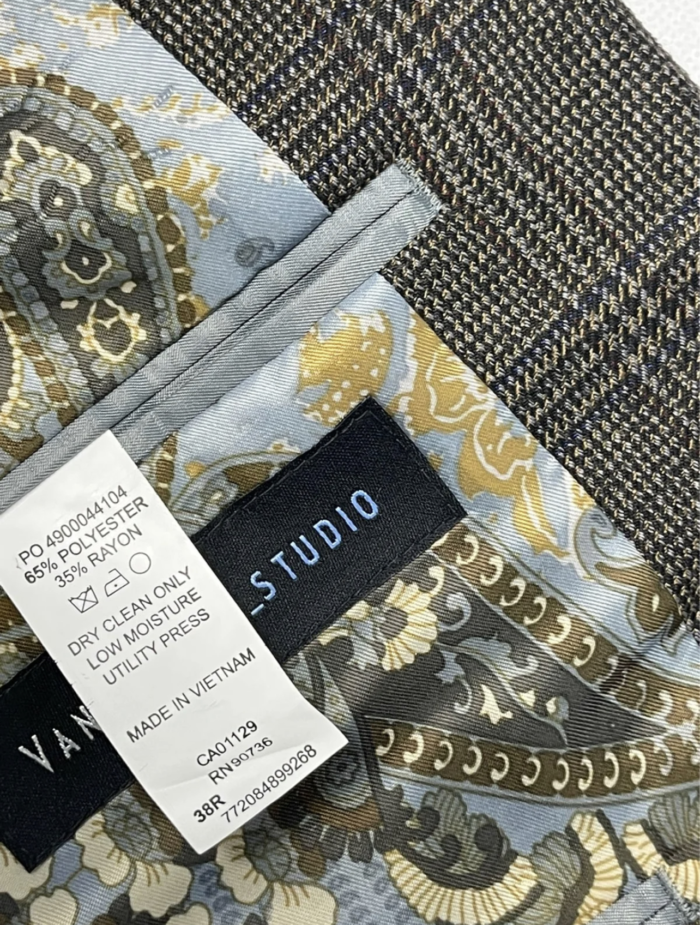 _STUDIO
VAN
PO 4900044104
65% POLYESTER
35% RAYON
DRY CLEAN ONLY
LOW MOISTURE
UTILITY PRESS
MADE IN VIETNAM
CA01129
RN90736
38R 772084899268